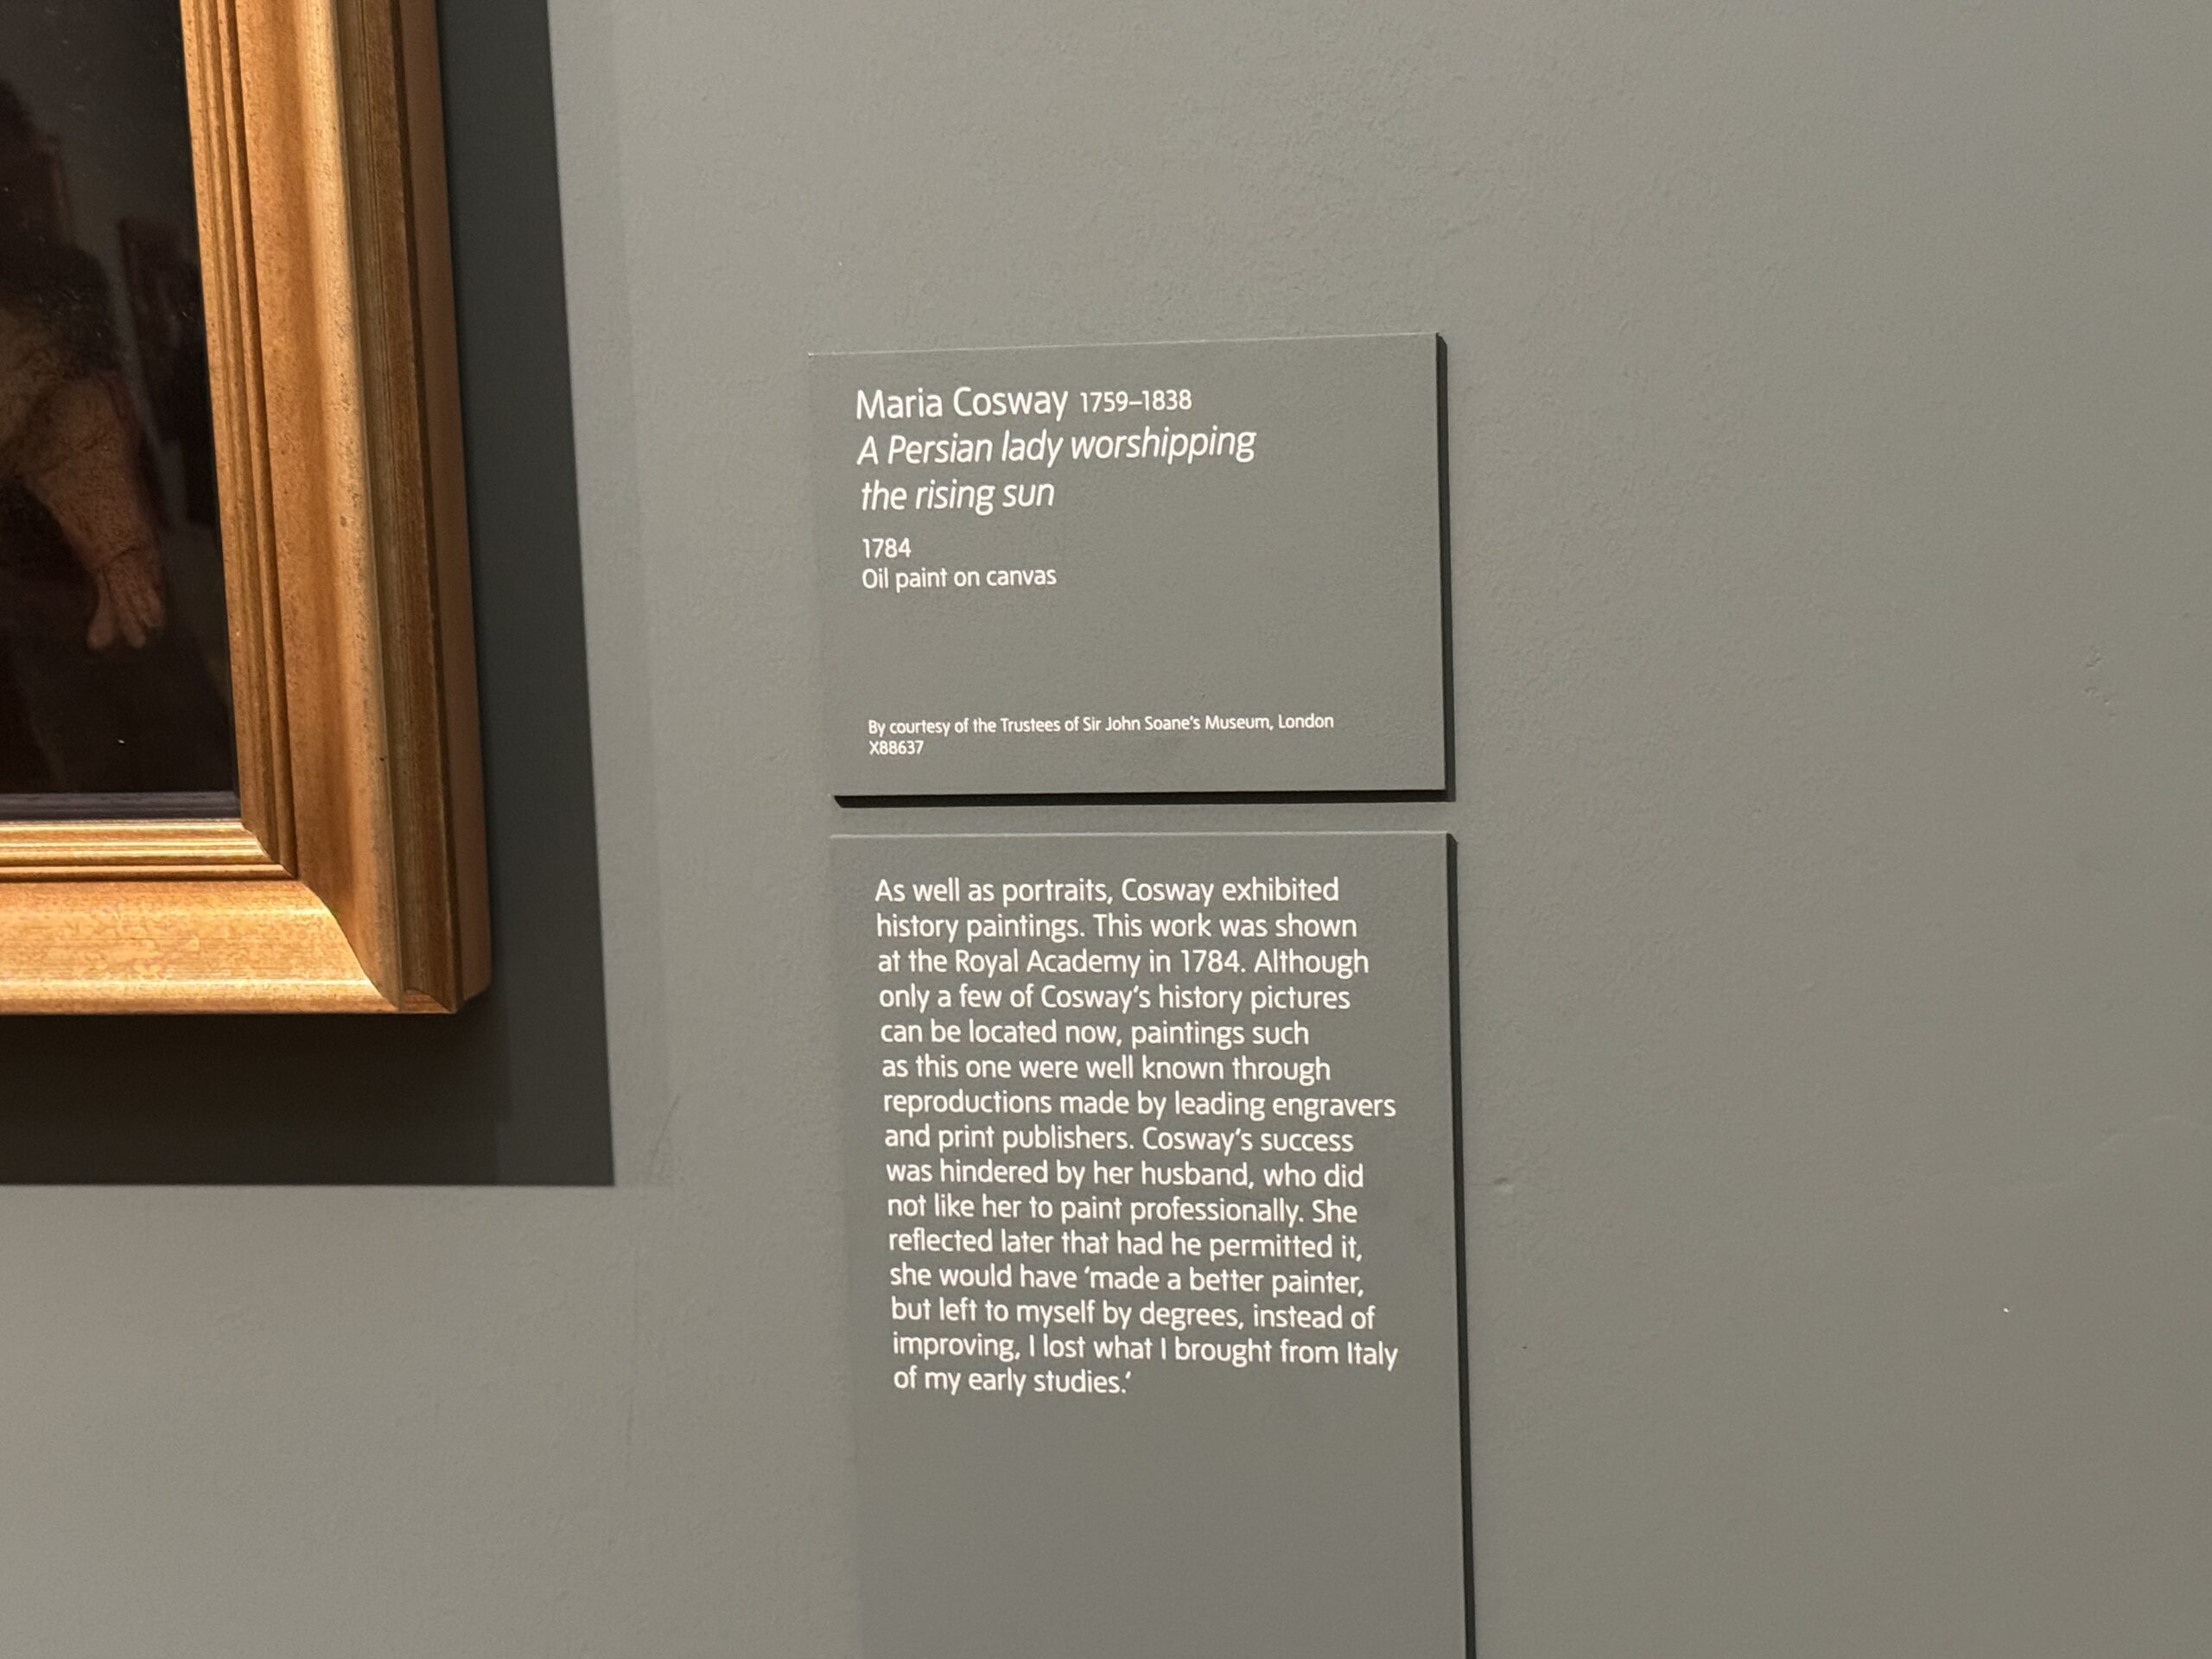 Maria Cosway 1759–1838
A Persian lady worshipping
the rising sun
1784
Oil paint on canvas
By courtesy of the Trustees of Sir John Soane's Museum, London
X88637
As well as portraits, Cosway exhibited
history paintings. This work was shown
at the Royal Academy in 1784. Although
only a few of Cosway's history pictures
can be located now, paintings such
as this one were well known through
reproductions made by leading engravers
and print publishers. Cosway's success
was hindered by her husband, who did
not like her to paint professionally. She
reflected later that had he permitted it,
she would have ‘made a better painter,
but left to myself by degrees, instead of
improving, I lost what I brought from Italy
of my early studies.‘